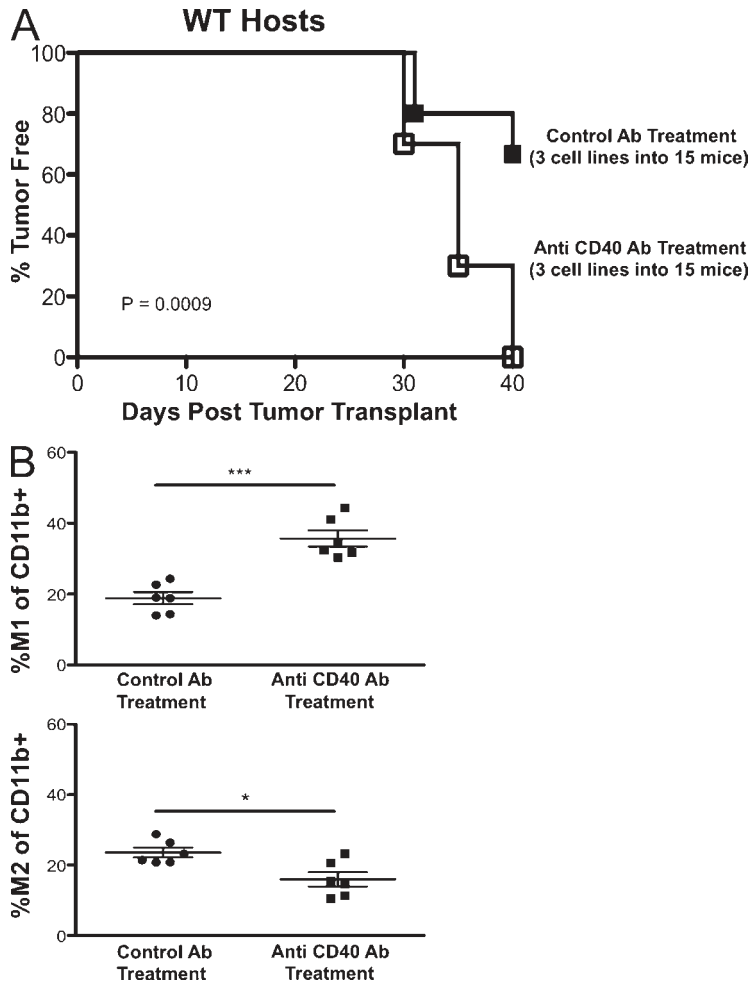 A
WT Hosts
% Tumor Free
100
80
60
40
20
0
P = 0.0009
0
10
20
30
40
Days Post Tumor Transplant
Control Ab Treatment
(3 cell lines into 15 mice)
Anti CD40 Ab Treatment
(3 cell lines into 15 mice)
B
%M1 of CD11b+
60
40
20
0
***
Control Ab
Treatment
Anti CD40 Ab
Treatment
%M2 of CD11b+
60
40
20
0
*
Control Ab
Treatment
Anti CD40 Ab
Treatment